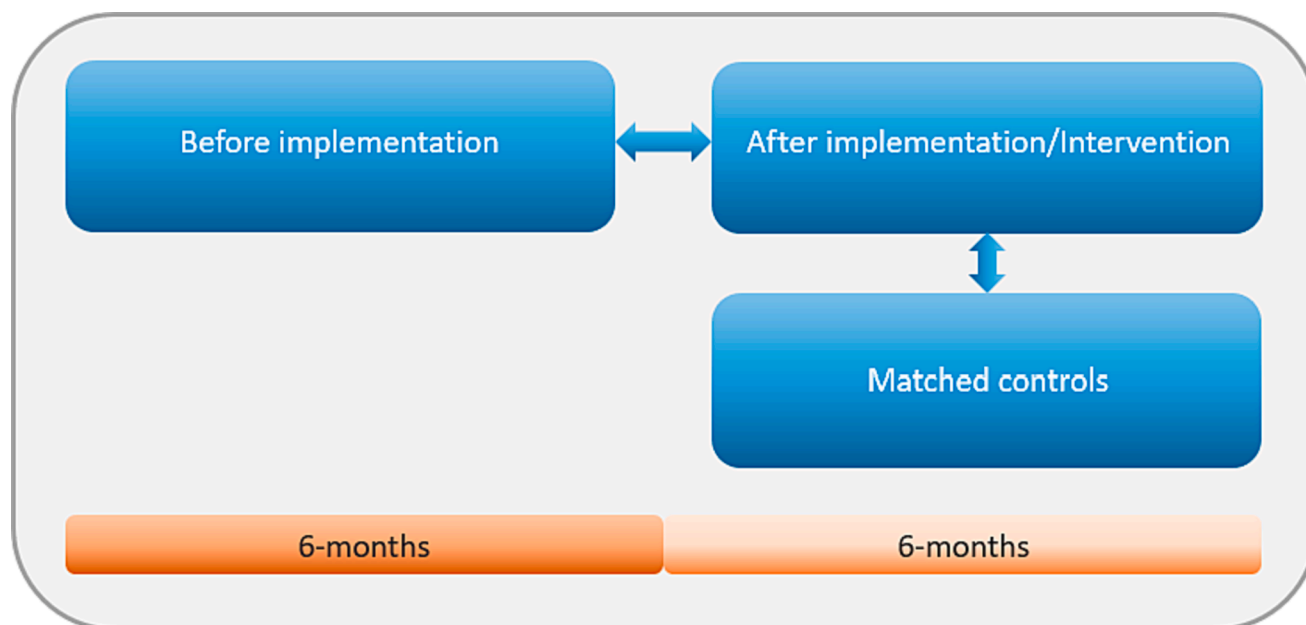 Before implementation
After implementation/Intervention
Matched controls
6-months
6-months